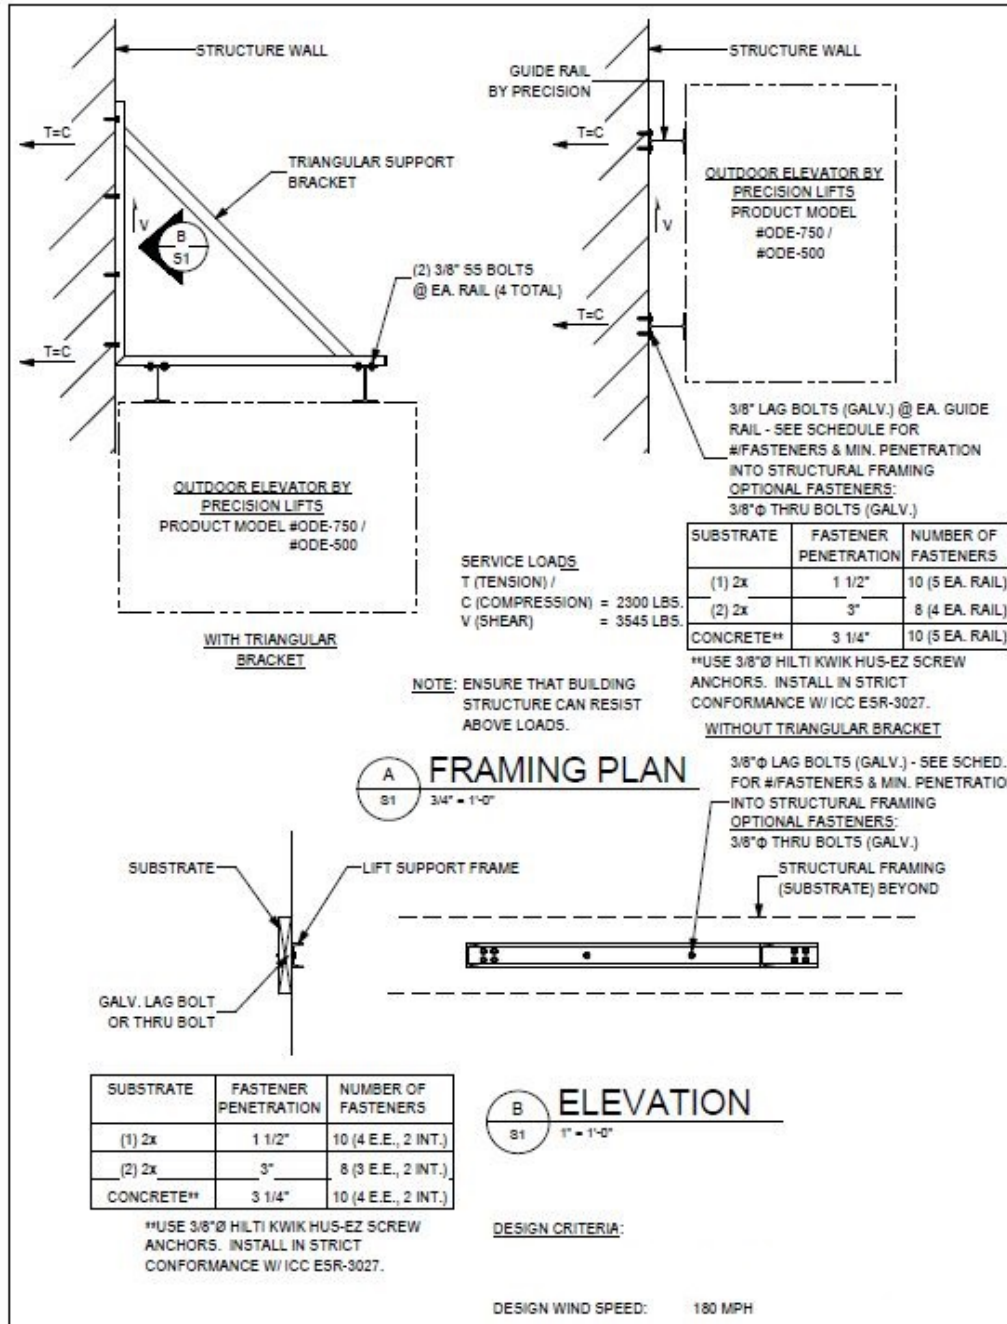 STRUCTURE WALL
T=C
TRIANGULAR SUPPORT
BRACKET
V
B
S1
(2) 3/8" SS BOLTS
@ EA. RAIL (4 TOTAL)
T=C
OUTDOOR ELEVATOR BY
PRECISION LIFTS
PRODUCT MODEL #ODE-750 /
#ODE-500
WITH TRIANGULAR
BRACKET
STRUCTURE WALL
GUIDE RAIL
BY PRECISION
T=C
OUTDOOR ELEVATOR BY
PRECISION LIFTS
PRODUCT MODEL
#ODE-750 /
#ODE-500
V
T=C
3/8" LAG BOLTS (GALV.) @ EA. GUIDE
RAIL - SEE SCHEDULE FOR
#/FASTENERS & MIN. PENETRATION
INTO STRUCTURAL FRAMING
OPTIONAL FASTENERS:
3/8"ϕ THRU BOLTS (GALV.)
SERVICE LOADS
T (TENSION) /
C (COMPRESSION) = 2300 LBS.
V (SHEAR) = 3545 LBS.
SUBSTRATE FASTENER NUMBER OF
PENETRATION FASTENERS
(1) 2x 1 1/2" 10 (5 EA. RAIL)
(2) 2x 3" 8 (4 EA. RAIL)
CONCRETE** 3 1/4" 10 (5 EA. RAIL)
**USE 3/8"Ø HILTI KWIK HUS-EZ SCREW
ANCHORS. INSTALL IN STRICT
CONFORMANCE W/ ICC ESR-3027.
NOTE: ENSURE THAT BUILDING
STRUCTURE CAN RESIST
ABOVE LOADS.
WITHOUT TRIANGULAR BRACKET
A
S1
FRAMING PLAN
3/4" = 1'-0"
3/8"ϕ LAG BOLTS (GALV.) - SEE SCHED.
FOR #/FASTENERS & MIN. PENETRATIO
INTO STRUCTURAL FRAMING
OPTIONAL FASTENERS:
3/8"ϕ THRU BOLTS (GALV.)
STRUCTURAL FRAMING
(SUBSTRATE) BEYOND
SUBSTRATE
LIFT SUPPORT FRAME
GALV. LAG BOLT
OR THRU BOLT
SUBSTRATE FASTENER NUMBER OF
PENETRATION FASTENERS
(1) 2x 1 1/2" 10 (4 E.E., 2 INT.)
(2) 2x 3" 8 (3 E.E., 2 INT.)
CONCRETE** 3 1/4" 10 (4 E.E., 2 INT.)
**USE 3/8"Ø HILTI KWIK HUS-EZ SCREW
ANCHORS. INSTALL IN STRICT
CONFORMANCE W/ ICC ESR-3027.
B
S1
ELEVATION
1" = 1'-0"
DESIGN CRITERIA:
DESIGN WIND SPEED: 180 MPH